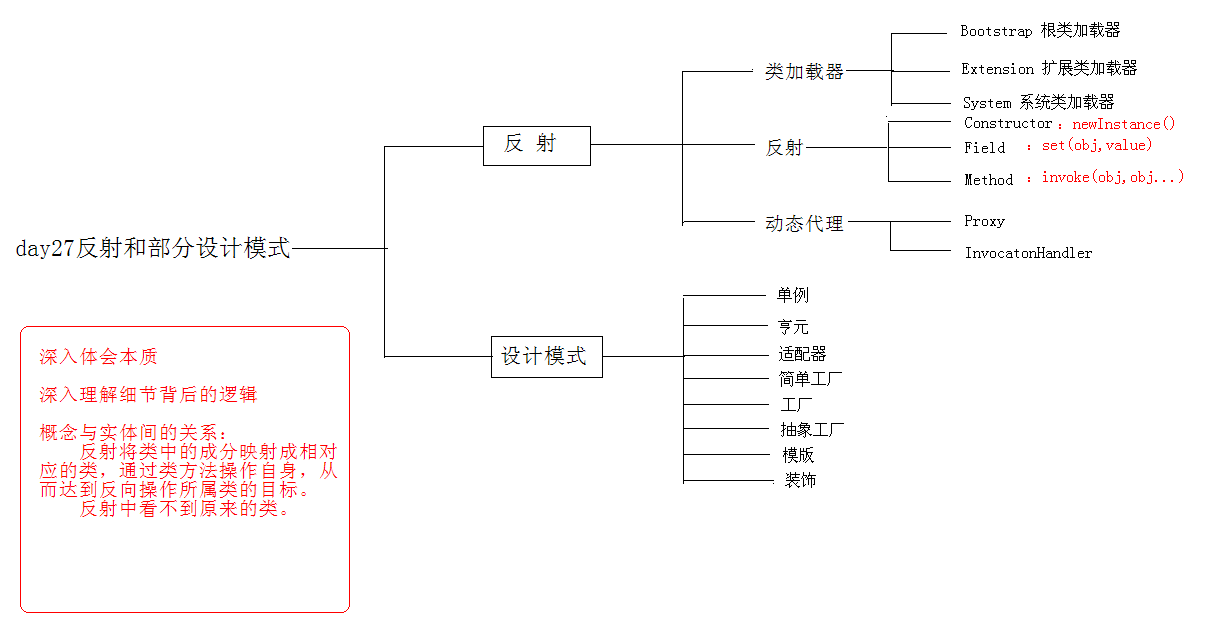 day27反射和部分设计模式
反 射
类加载器
Bootstrap 根类加载器
Extension 扩展类加载器
System 系统类加载器
反射
Constructor：newInstance()
Field ：set(obj,value)
Method ：invoke(obj,obj...)
动态代理
Proxy
InvocatonHandler
设计模式
单例
亨元
适配器
简单工厂
工厂
抽象工厂
模版
装饰
深入体会本质
深入理解细节背后的逻辑
概念与实体间的关系：
反射将类中的成分映射成相对
应的类，通过类方法操作自身，从
而达到反向操作所属类的目标。
反射中看不到原来的类。